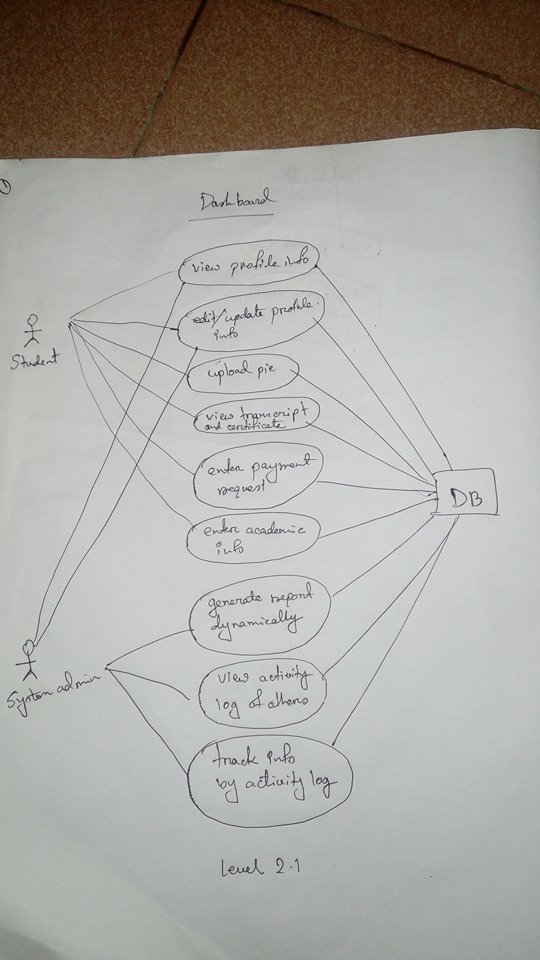 Dashboard
view profile info
edit/update profile
info
Student
upload pic
view transcript
and certificate
enter payment
request
DB
enter academic
info
generate report
dynamically
System admin
view activity
log of others
track info
by activity log
Level 2.1